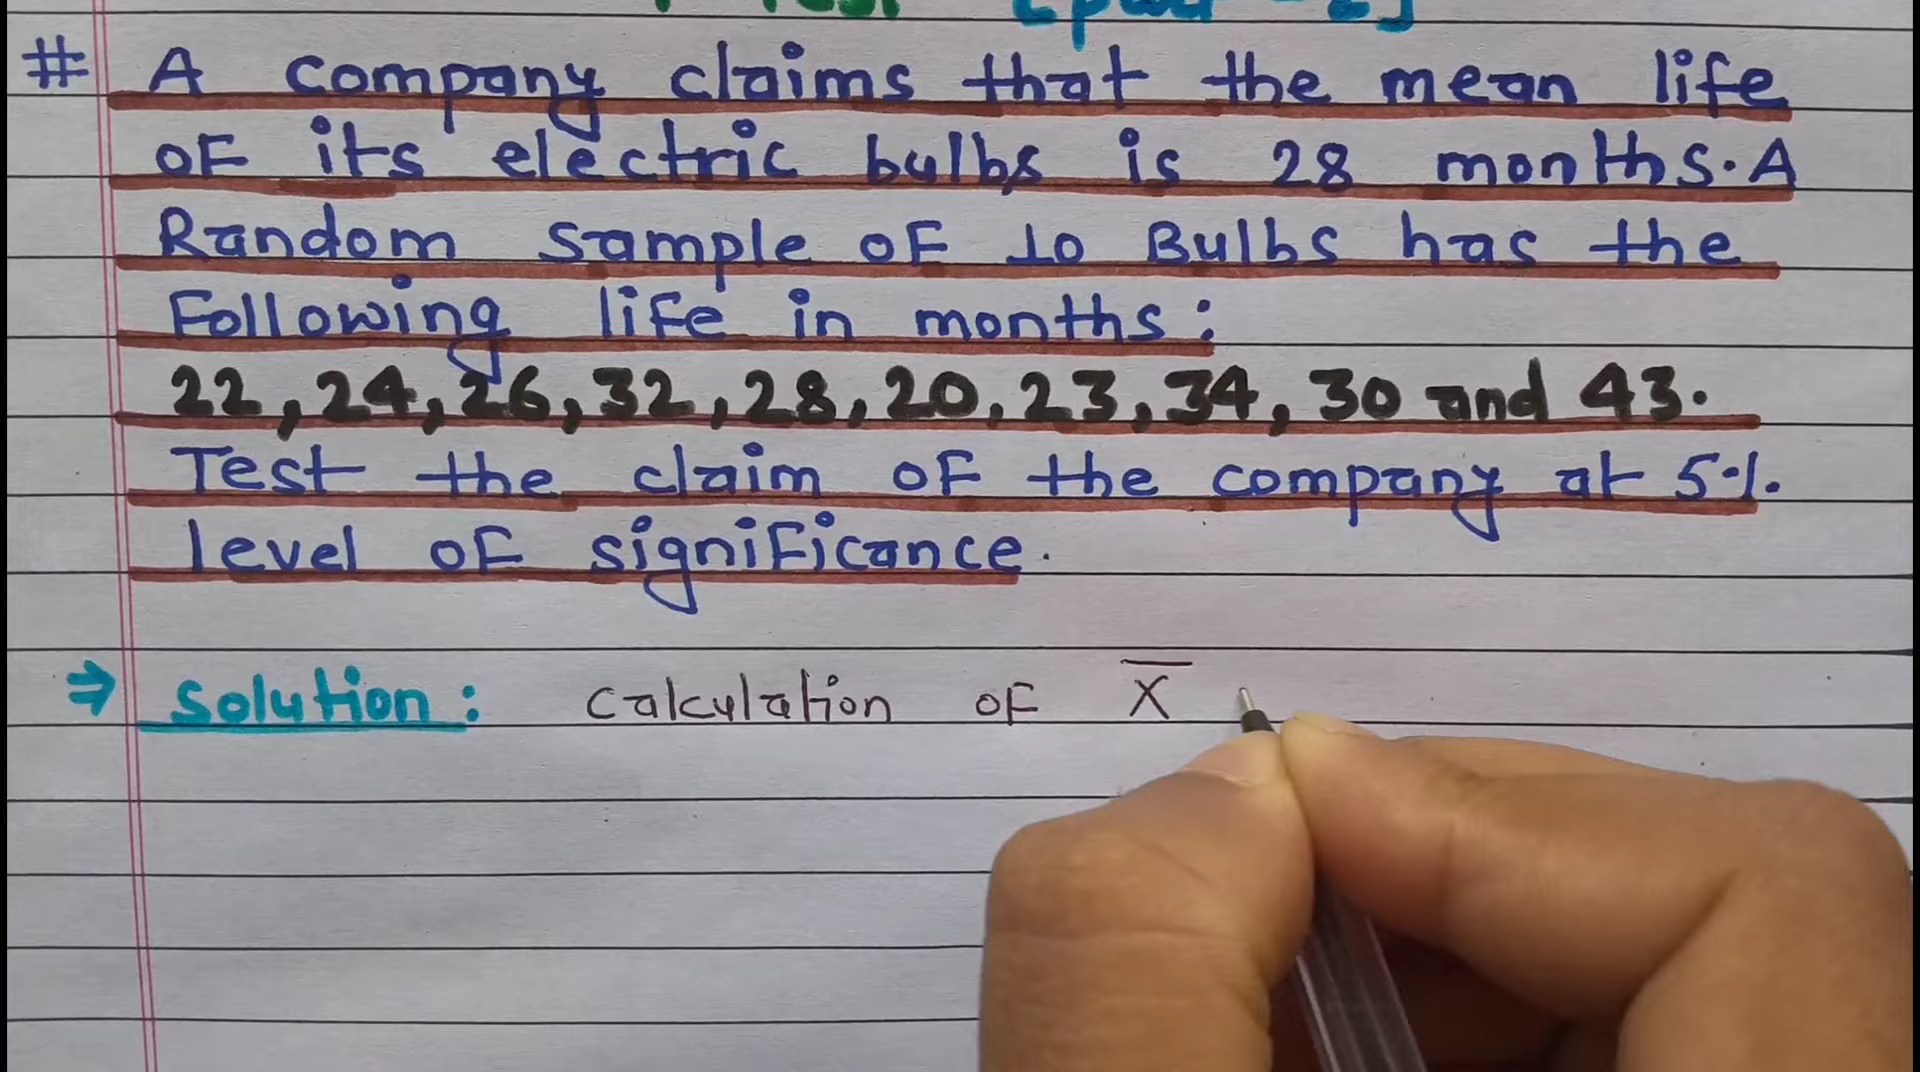 # A company claims that the mean life
of its electric bulbs is 28 months. A
Random sample of 10 Bulbs has the
Following life in months:
22, 24, 26, 32, 28, 20, 23, 34, 30 and 43.
Test the claim of the company at 5%
level of significance.
⇒ Solution: calculation of X̅